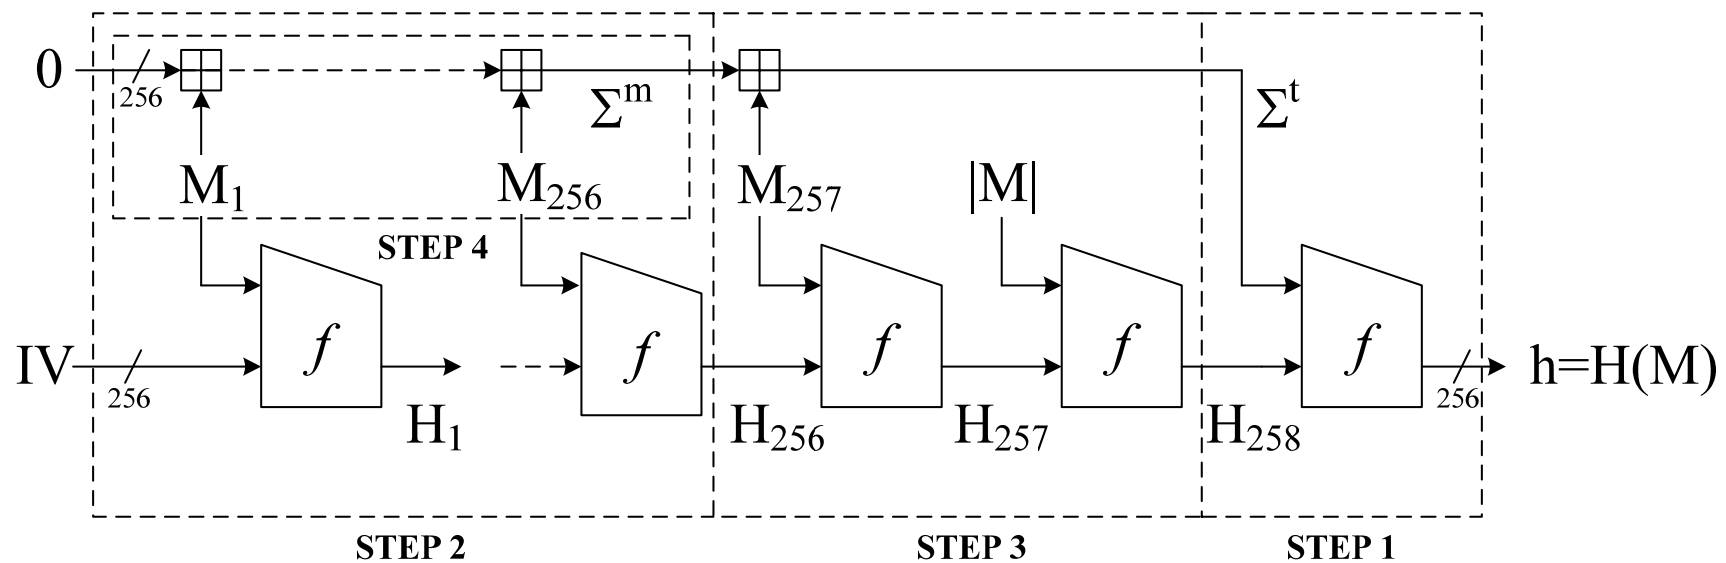 0
256
Σᵐ
Σᵗ
M₁
M₂₅₆
M₂₅₇
|M|
STEP 4
f
f
f
f
f
IV
256
256
h=H(M)
H₁
H₂₅₆
H₂₅₇
H₂₅₈
STEP 2
STEP 3
STEP 1